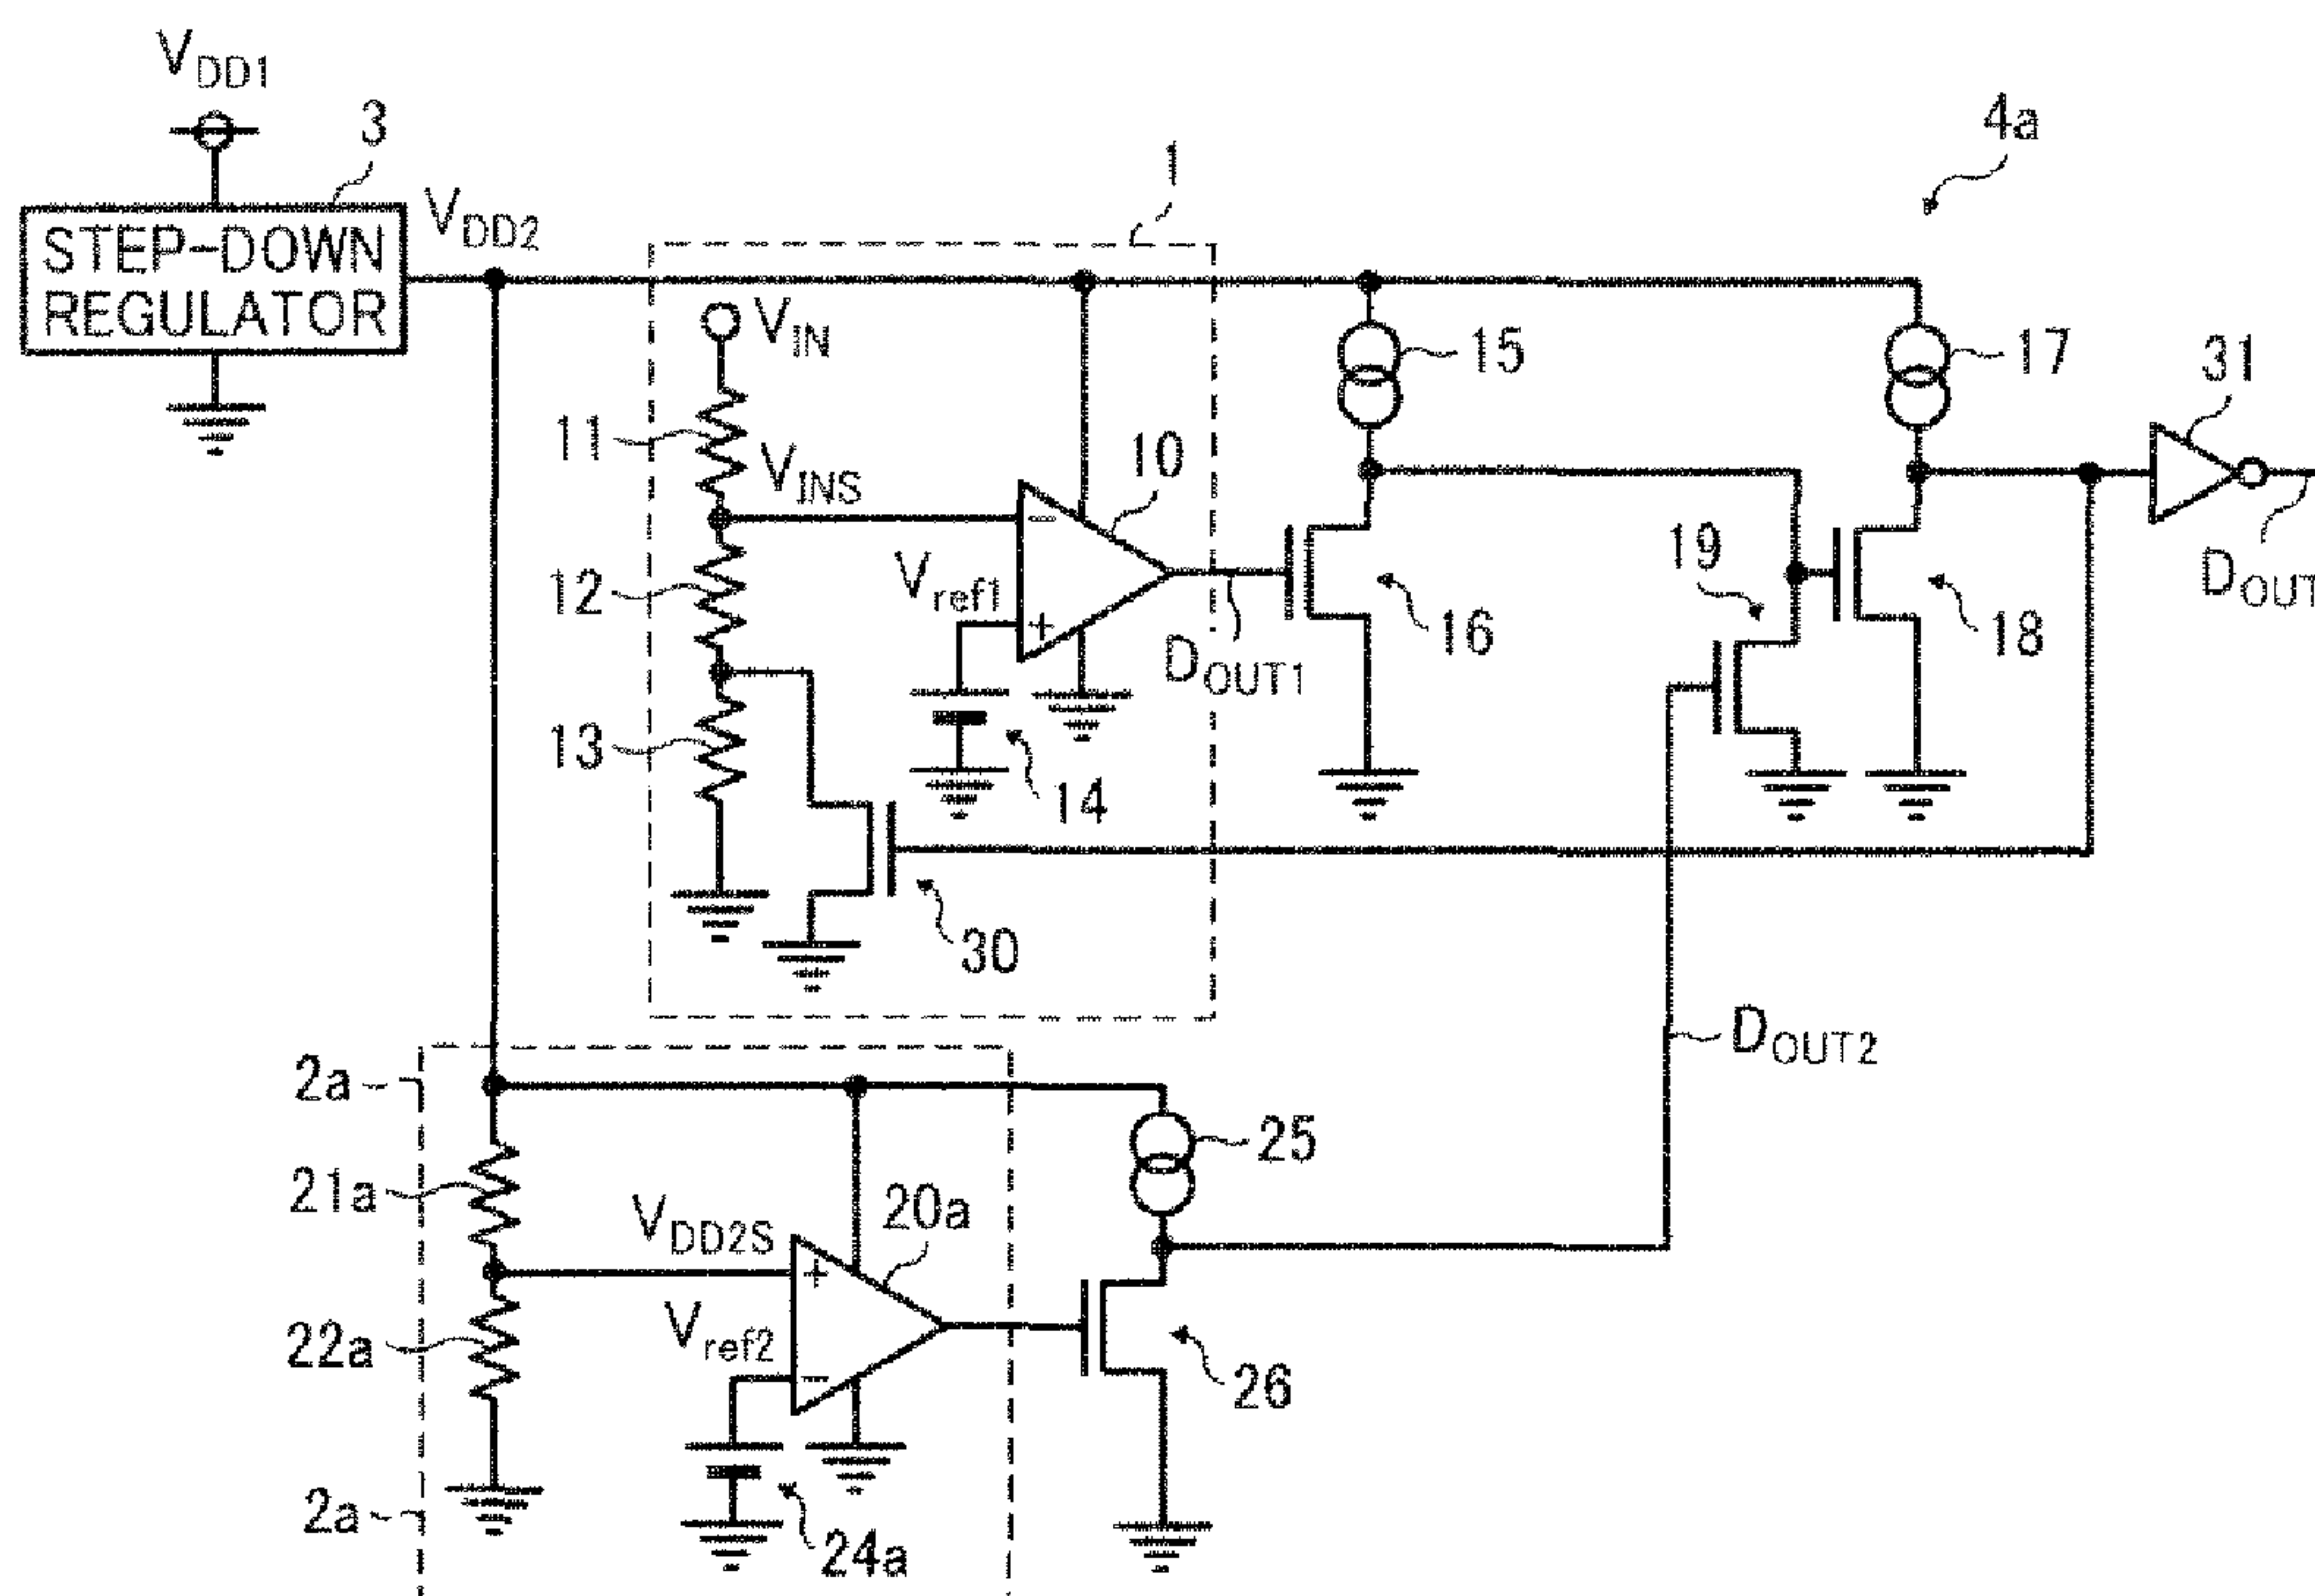 VDD1
3
4a
1
STEP-DOWN
REGULATOR
VDD2
VIN
15
17
31
11
VINS
10
12
Vref1
+
−
DOUT1
16
19
18
DOUT
13
14
30
2a
DOUT2
25
21a
VDD2S
20a
+
−
22a
Vref2
26
2a
24a